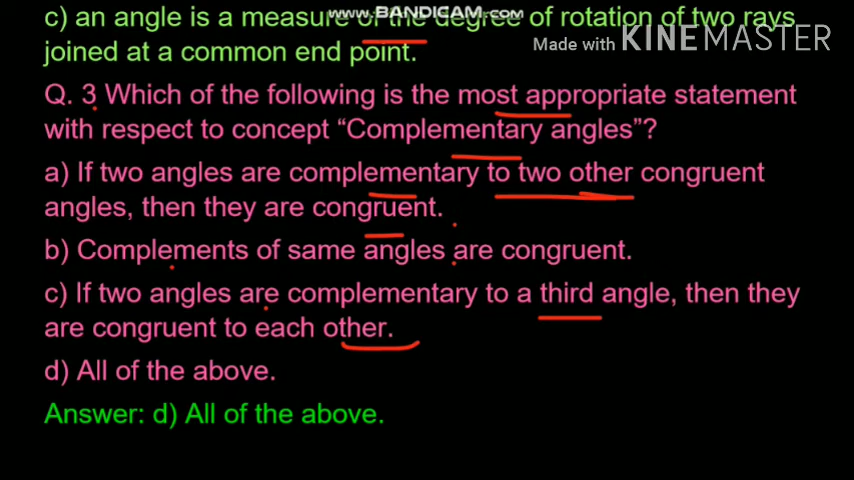 www.BANDICAM.com
c) an angle is a measure of the degree of rotation of two rays
Made with KINEMASTER
joined at a common end point.
Q. 3 Which of the following is the most appropriate statement
with respect to concept “Complementary angles”?
a) If two angles are complementary to two other congruent
angles, then they are congruent.
b) Complements of same angles are congruent.
c) If two angles are complementary to a third angle, then they
are congruent to each other.
d) All of the above.
Answer: d) All of the above.